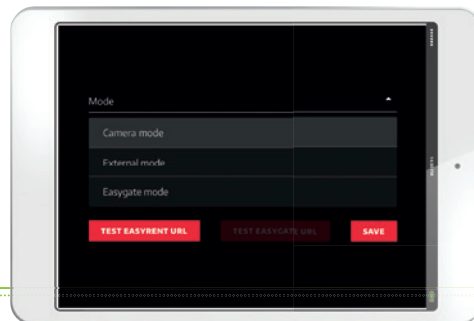 Mode
Camera mode
External mode
Easygate mode
TEST EASYRENT URL
TEST EASYGATE URL
SAVE